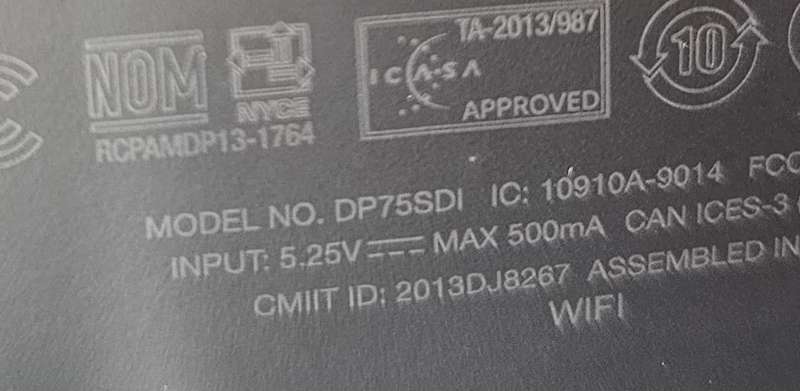 NOM NYCE
RCPAMDP13-1764
TA-2013/987
ICASA
APPROVED
10
MODEL NO. DP75SDI IC: 10910A-9014 FCC
INPUT: 5.25V MAX 500mA CAN ICES-3
CMIIT ID: 2013DJ8267 ASSEMBLED IN
WIFI